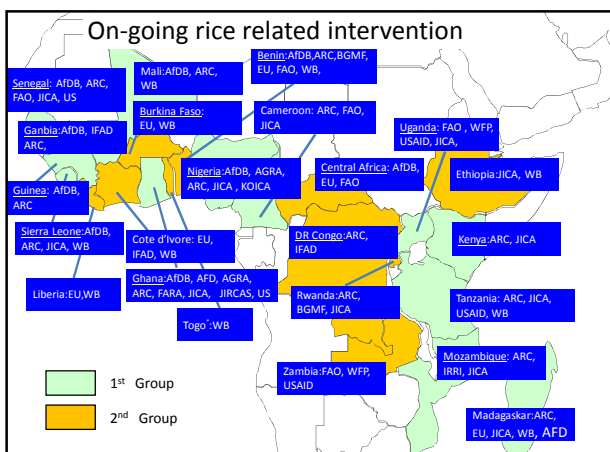 On-going rice related intervention
Benin:AfDB,ARC,BGMF,
EU, FAO, WB,
Mali:AfDB, ARC,
WB
Senegal: AfDB, ARC,
FAO, JICA, US
Burkina Faso:
EU, WB
Cameroon: ARC, FAO,
JICA
Uganda: FAO , WFP,
USAID, JICA,
Ganbia:AfDB, IFAD
ARC,
Nigeria:AfDB, AGRA,
ARC, JICA , KOICA
Central Africa: AfDB,
EU, FAO
Ethiopia:JICA, WB
Guinea: AfDB,
ARC
Sierra Leone:AfDB,
ARC, JICA, WB
Cote d'Ivore: EU,
IFAD, WB
DR Congo:ARC,
IFAD
Kenya:ARC, JICA
Liberia:EU,WB
Ghana:AfDB, AFD, AGRA,
ARC, FARA, JICA, JIRCAS, US
Rwanda:ARC,
BGMF, JICA
Tanzania: ARC, JICA,
USAID, WB
Togo*:WB
Zambia:FAO, WFP,
USAID
Mozambique: ARC,
IRRI, JICA
1st Group
2nd Group
Madagaskar:ARC,
EU, JICA, WB, AFD